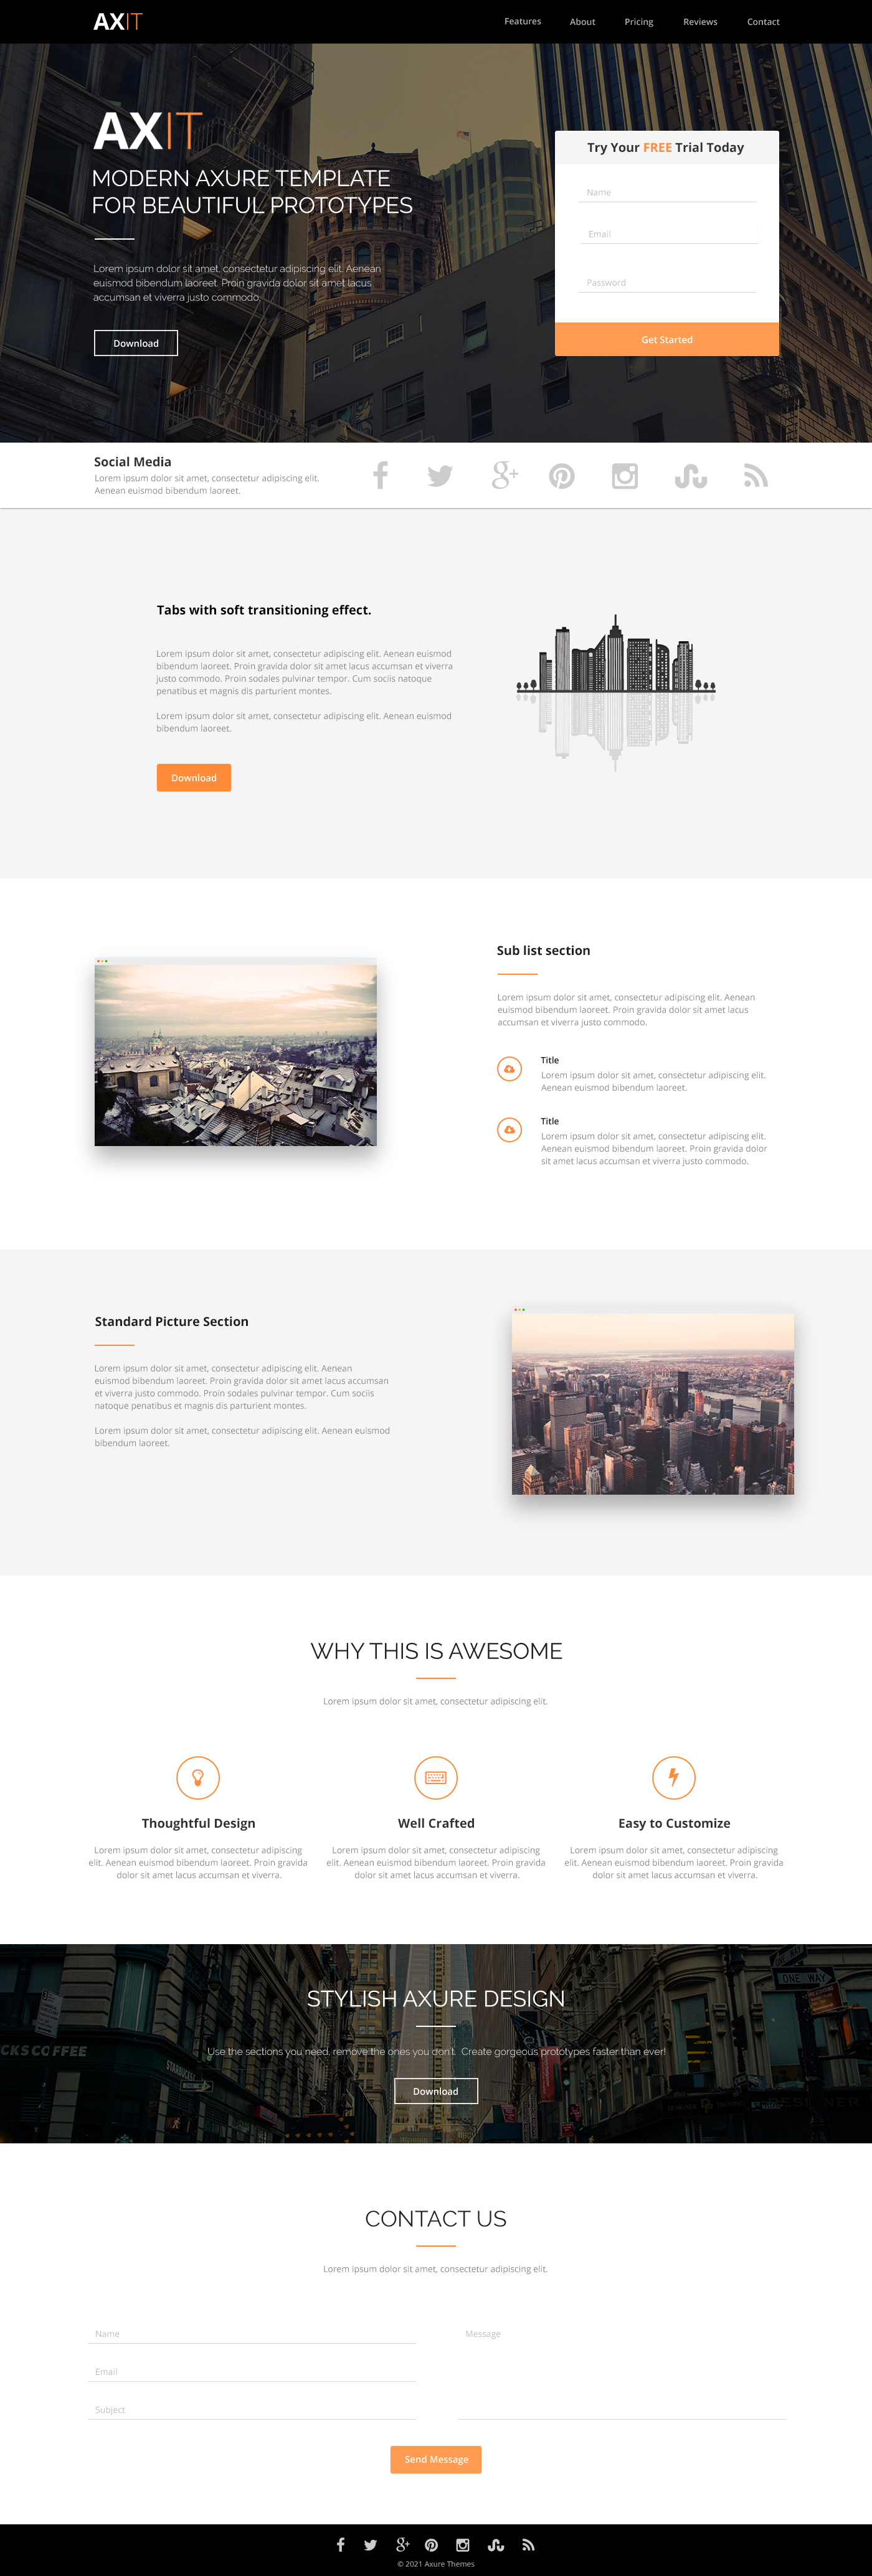 AXIT
Features About Pricing Reviews Contact
AXIT
MODERN AXURE TEMPLATE
FOR BEAUTIFUL PROTOTYPES
Lorem ipsum dolor sit amet, consectetur adipiscing elit. Aenean
euismod bibendum laoreet. Proin gravida dolor sit amet lacus
accumsan et viverra justo commodo.
Download
Try Your FREE Trial Today
Name
Email
Password
Get Started
Social Media
Lorem ipsum dolor sit amet, consectetur adipiscing elit.
Aenean euismod bibendum laoreet.
Tabs with soft transitioning effect.
Lorem ipsum dolor sit amet, consectetur adipiscing elit. Aenean euismod
bibendum laoreet. Proin gravida dolor sit amet lacus accumsan et viverra
justo commodo. Proin sodales pulvinar tempor. Cum sociis natoque
penatibus et magnis dis parturient montes.
Lorem ipsum dolor sit amet, consectetur adipiscing elit. Aenean euismod
bibendum laoreet.
Download
Sub list section
Lorem ipsum dolor sit amet, consectetur adipiscing elit. Aenean
euismod bibendum laoreet. Proin gravida dolor sit amet lacus
accumsan et viverra justo commodo.
Title
Lorem ipsum dolor sit amet, consectetur adipiscing elit.
Aenean euismod bibendum laoreet.
Title
Lorem ipsum dolor sit amet, consectetur adipiscing elit.
Aenean euismod bibendum laoreet. Proin gravida dolor
sit amet lacus accumsan et viverra justo commodo.
Standard Picture Section
Lorem ipsum dolor sit amet, consectetur adipiscing elit. Aenean
euismod bibendum laoreet. Proin gravida dolor sit amet lacus accumsan
et viverra justo commodo. Proin sodales pulvinar tempor. Cum sociis
natoque penatibus et magnis dis parturient montes.
Lorem ipsum dolor sit amet, consectetur adipiscing elit. Aenean euismod
bibendum laoreet.
WHY THIS IS AWESOME
Lorem ipsum dolor sit amet, consectetur adipiscing elit.
Thoughtful Design
Lorem ipsum dolor sit amet, consectetur adipiscing
elit. Aenean euismod bibendum laoreet. Proin gravida
dolor sit amet lacus accumsan et viverra.
Well Crafted
Lorem ipsum dolor sit amet, consectetur adipiscing
elit. Aenean euismod bibendum laoreet. Proin gravida
dolor sit amet lacus accumsan et viverra.
Easy to Customize
Lorem ipsum dolor sit amet, consectetur adipiscing
elit. Aenean euismod bibendum laoreet. Proin gravida
dolor sit amet lacus accumsan et viverra.
STYLISH AXURE DESIGN
Use the sections you need, remove the ones you don't. Create gorgeous prototypes faster than ever!
Download
ONE WAY
CKS COFFEE
CONTACT US
Lorem ipsum dolor sit amet, consectetur adipiscing elit.
Name
Email
Subject
Message
Send Message
© 2021 Axure Themes